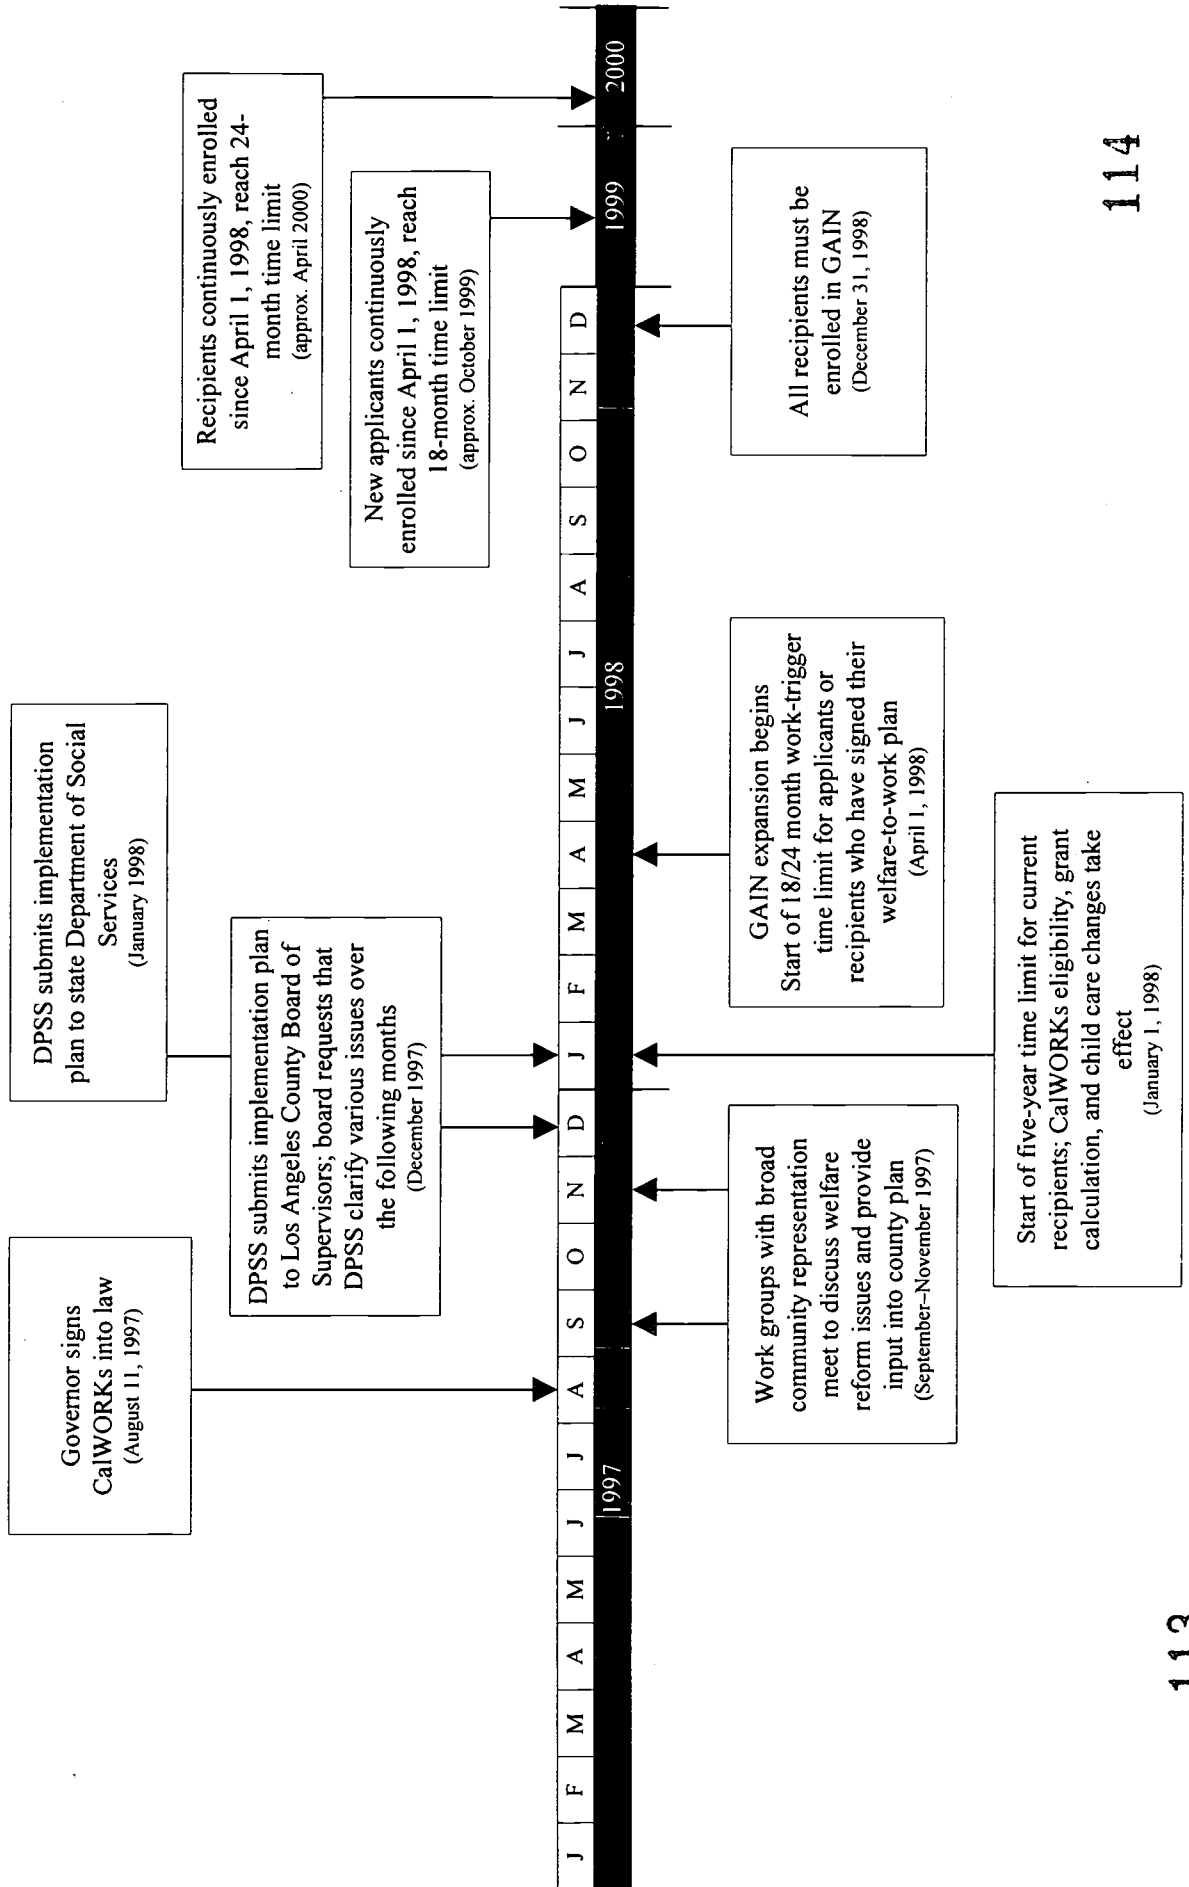 Governor signs
CalWORKs into law
(August 11, 1997)
DPSS submits implementation plan
to Los Angeles County Board of
Supervisors; board requests that
DPSS clarify various issues over
the following months
(December 1997)
DPSS submits implementation
plan to state Department of Social
Services
(January 1998)
Recipients continuously enrolled
since April 1, 1998, reach 24-
month time limit
(approx. April 2000)
New applicants continuously
enrolled since April 1, 1998, reach
18-month time limit
(approx. October 1999)
J F M A M J J A S O N D J F M A M J J A S O N D
1997 1998 1999 2000
Work groups with broad
community representation
meet to discuss welfare
reform issues and provide
input into county plan
(September–November 1997)
Start of five-year time limit for current
recipients; CalWORKs eligibility, grant
calculation, and child care changes take
effect
(January 1, 1998)
GAIN expansion begins
Start of 18/24 month work-trigger
time limit for applicants or
recipients who have signed their
welfare-to-work plan
(April 1, 1998)
All recipients must be
enrolled in GAIN
(December 31, 1998)
113
114